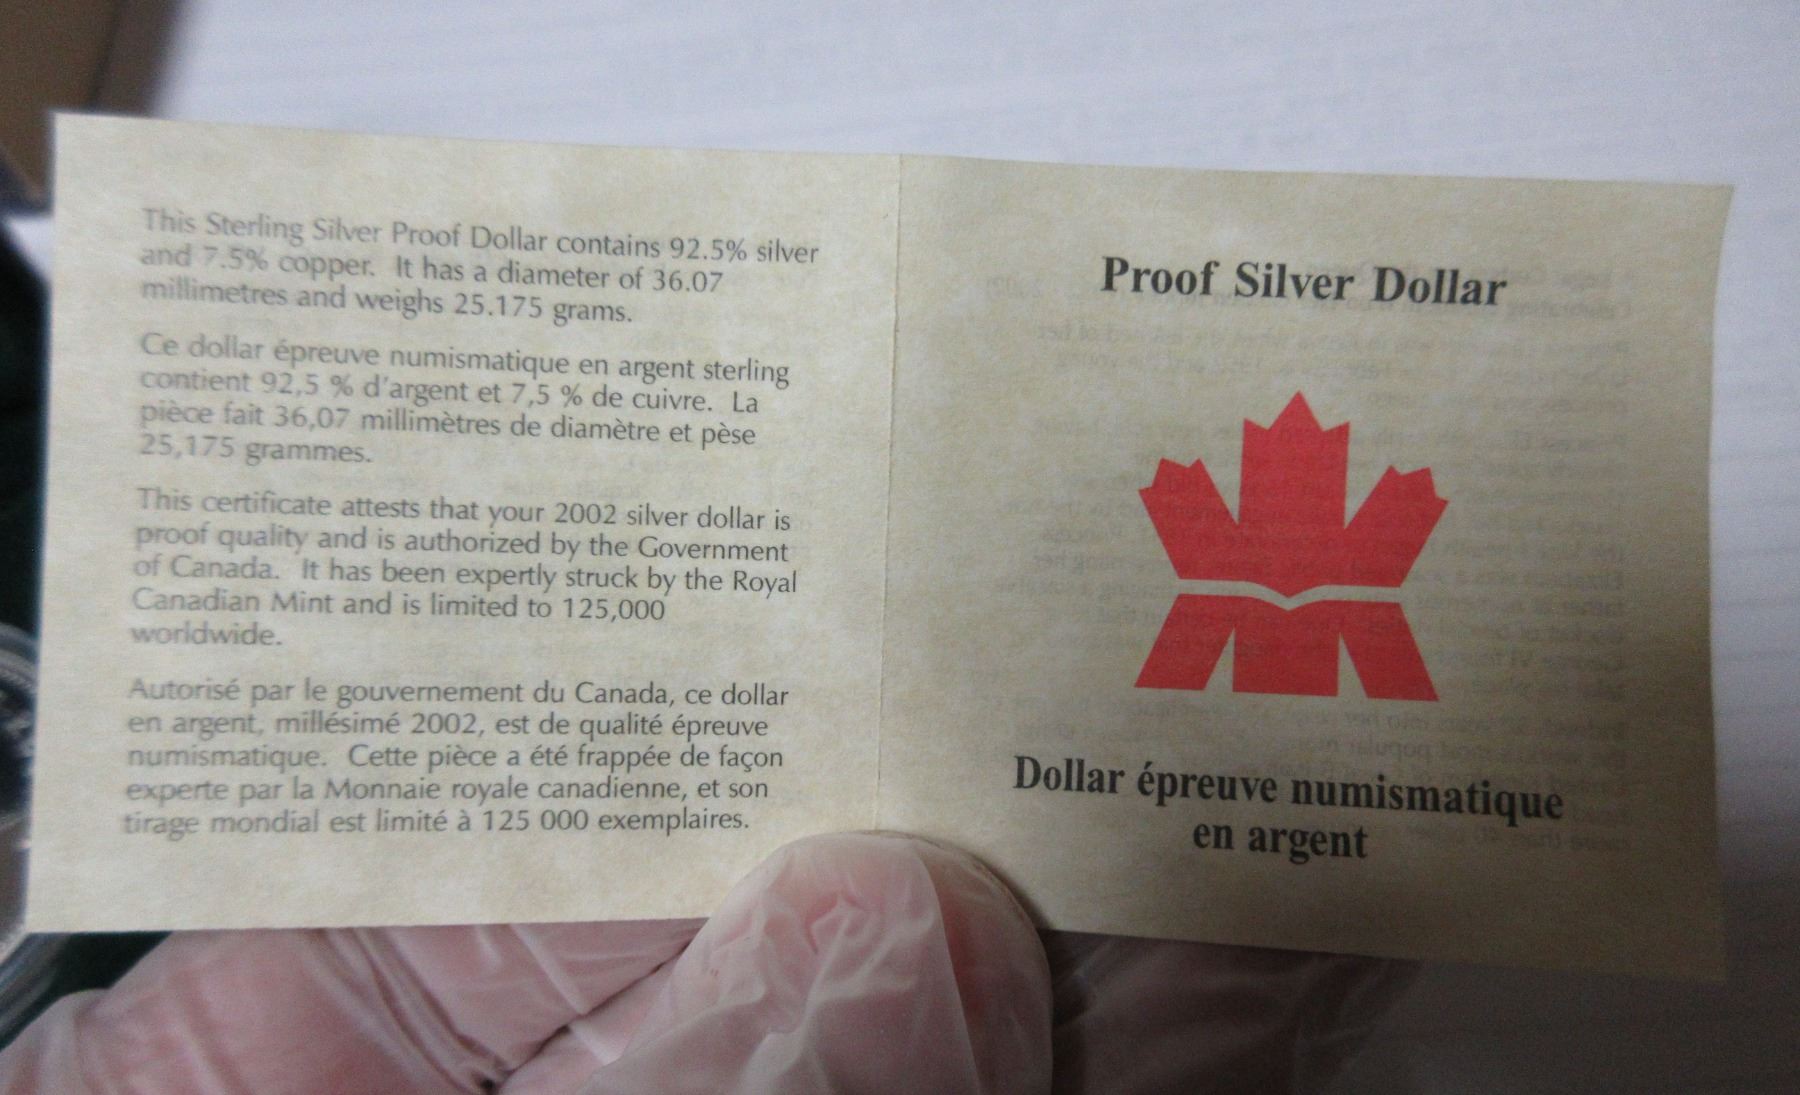 This Sterling Silver Proof Dollar contains 92.5% silver
and 7.5% copper. It has a diameter of 36.07
millimetres and weighs 25.175 grams.
Ce dollar épreuve numismatique en argent sterling
contient 92,5 % d'argent et 7,5 % de cuivre. La
pièce fait 36,07 millimètres de diamètre et pèse
25,175 grammes.
This certificate attests that your 2002 silver dollar is
proof quality and is authorized by the Government
of Canada. It has been expertly struck by the Royal
Canadian Mint and is limited to 125,000
worldwide.
Autorisé par le gouvernement du Canada, ce dollar
en argent, millésimé 2002, est de qualité épreuve
numismatique. Cette pièce a été frappée de façon
experte par la Monnaie royale canadienne, et son
tirage mondial est limité à 125 000 exemplaires.
Proof Silver Dollar
Dollar épreuve numismatique
en argent